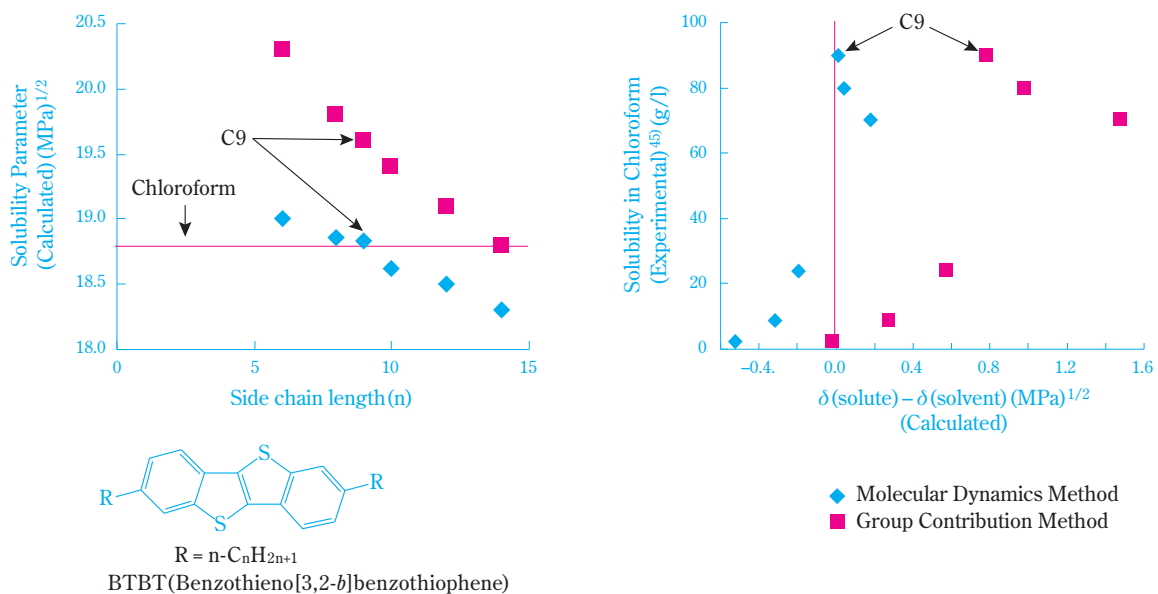 20.5
20.0
19.5
19.0
18.5
18.0
0
5
10
15
Solubility Parameter
(Calculated) (MPa)1/2
Side chain length(n)
C9
Chloroform
R
S
S
R
R = n-CnH2n+1
BTBT(Benzothieno[3,2-b]benzothiophene)
100
80
60
40
20
0
−0.4.
0.0
0.4
0.8
1.2
1.6
Solubility in Chloroform
(Experimental)45) (g/l)
C9
δ(solute) – δ(solvent) (MPa)1/2
(Calculated)
Molecular Dynamics Method
Group Contribution Method